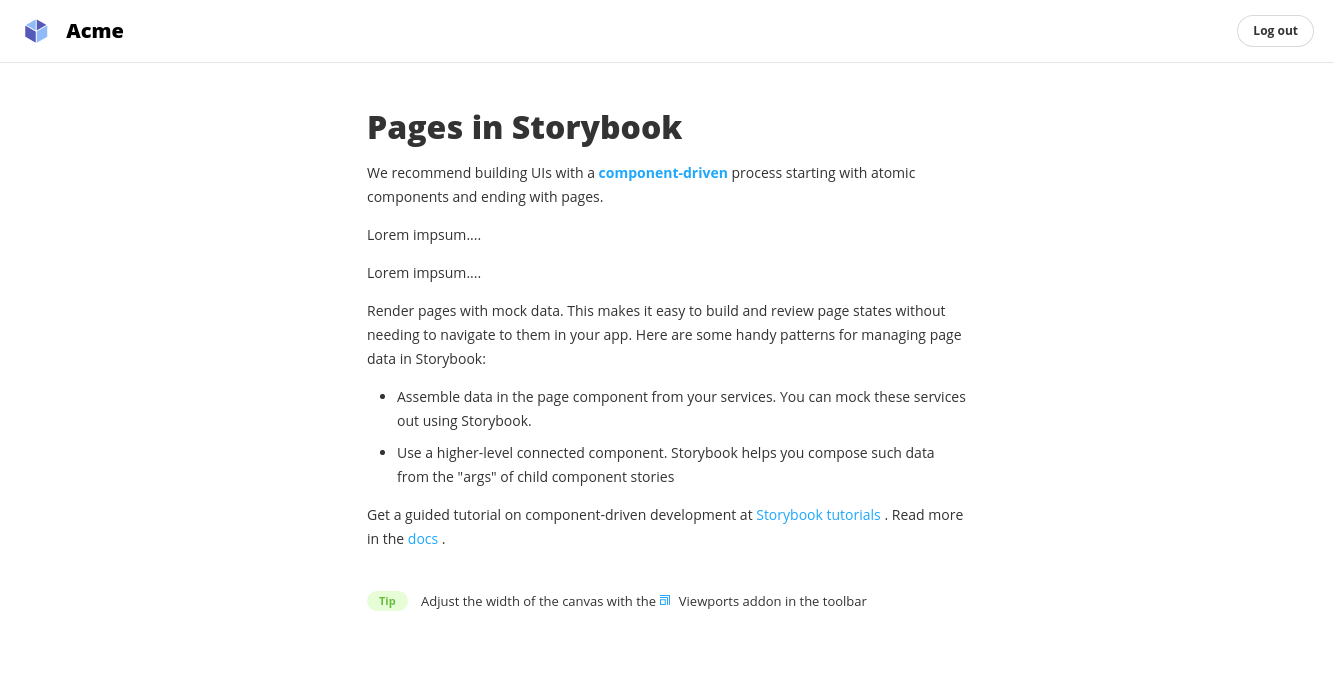 Acme
Log out
Pages in Storybook
We recommend building UIs with a component-driven process starting with atomic
components and ending with pages.
Lorem impsum....
Lorem impsum....
Render pages with mock data. This makes it easy to build and review page states without
needing to navigate to them in your app. Here are some handy patterns for managing page
data in Storybook:
Assemble data in the page component from your services. You can mock these services
out using Storybook.
Use a higher-level connected component. Storybook helps you compose such data
from the "args" of child component stories
Get a guided tutorial on component-driven development at Storybook tutorials . Read more
in the docs .
Tip Adjust the width of the canvas with the Viewports addon in the toolbar